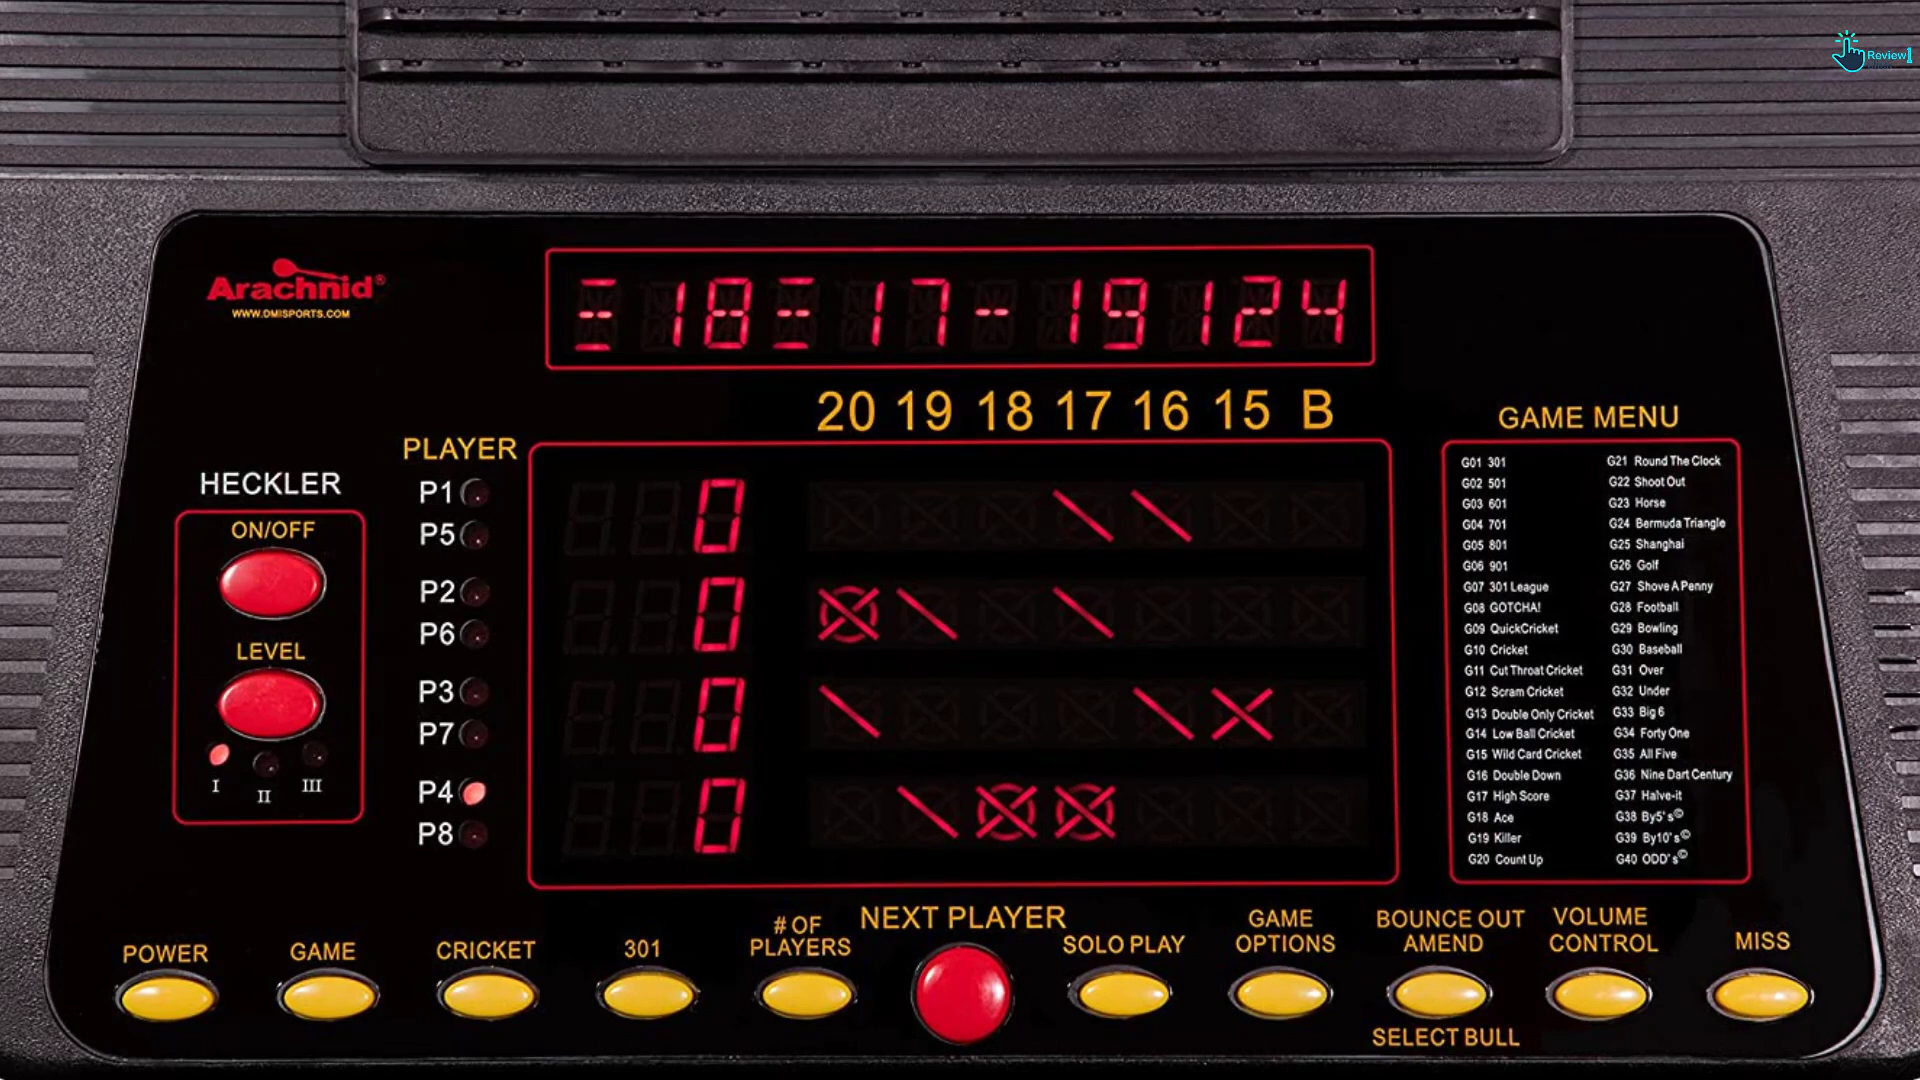 Review
Arachnid®
WWW.DMISPORTS.COM
≡18≡17-19124
20 19 18 17 16 15 B
HECKLER
ON/OFF
LEVEL
I II III
PLAYER
P1
P5
P2
P6
P3
P7
P4
P8
0
0
0
0
GAME MENU
G01 301
G02 501
G03 601
G04 701
G05 801
G06 901
G07 301 League
G08 GOTCHA!
G09 QuickCricket
G10 Cricket
G11 Cut Throat Cricket
G12 Scram Cricket
G13 Double Only Cricket
G14 Low Ball Cricket
G15 Wild Card Cricket
G16 Double Down
G17 High Score
G18 Ace
G19 Killer
G20 Count Up
G21 Round The Clock
G22 Shoot Out
G23 Horse
G24 Bermuda Triangle
G25 Shanghai
G26 Golf
G27 Shove A Penny
G28 Football
G29 Bowling
G30 Baseball
G31 Over
G32 Under
G33 Big 6
G34 Forty One
G35 All Five
G36 Nine Dart Century
G37 Halve-it
G38 By5's©
G39 By10's©
G40 ODD's©
POWER
GAME
CRICKET
301
# OF
PLAYERS
NEXT PLAYER
SOLO PLAY
GAME
OPTIONS
BOUNCE OUT
AMEND
SELECT BULL
VOLUME
CONTROL
MISS